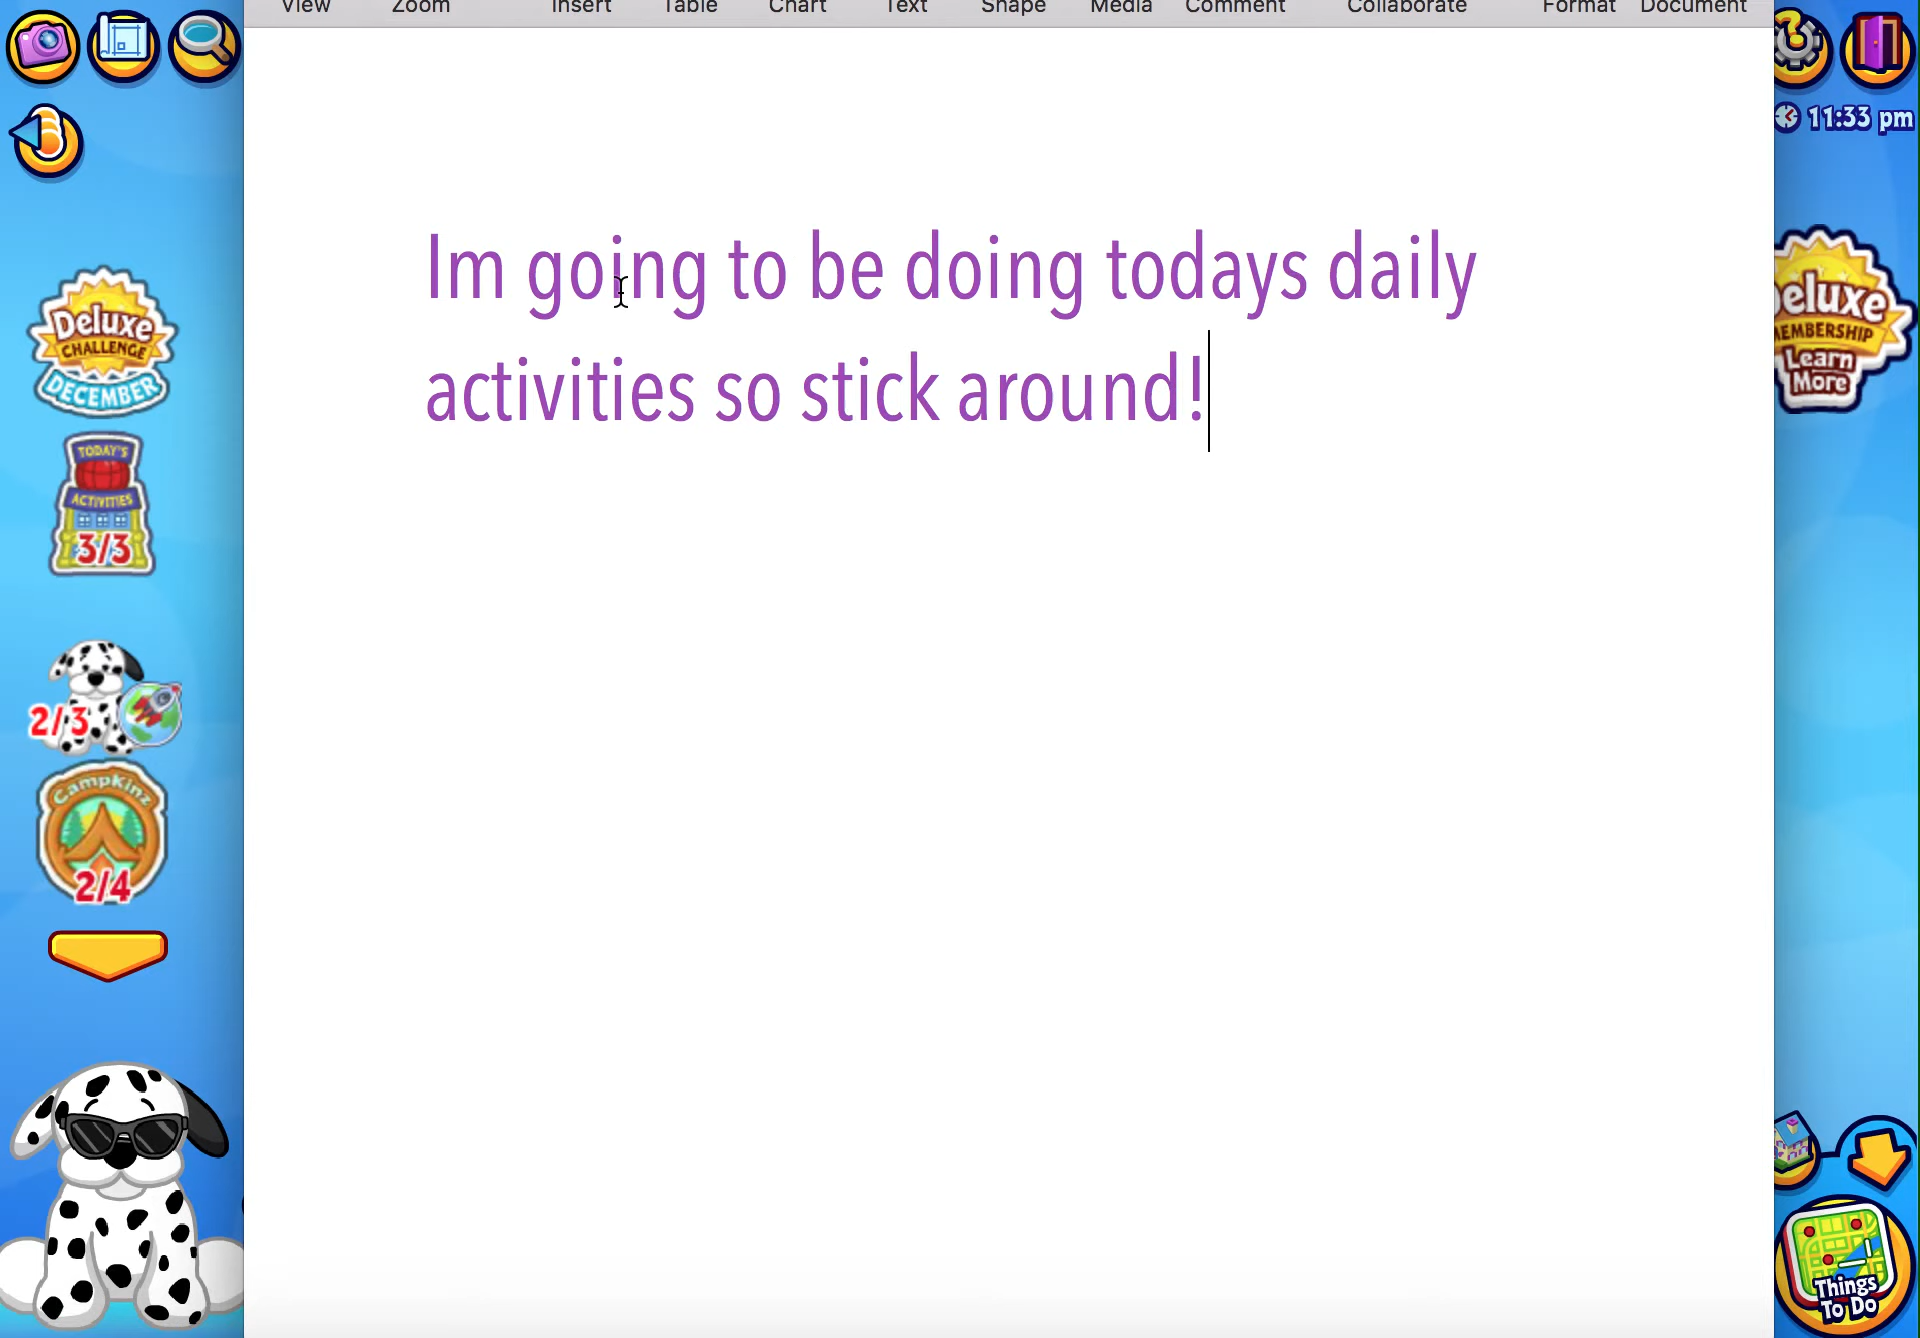 View Zoom Insert Table Chart Text Shape Media Comment Collaborate Format Document
11:33 pm
Im going to be doing todays daily
activities so stick around!
Deluxe
CHALLENGE
DECEMBER
TODAY'S
ACTIVITIES
3/3
2/3
CampKinz
2/4
eluxe
EMBERSHIP
Learn
More
Things
To Do